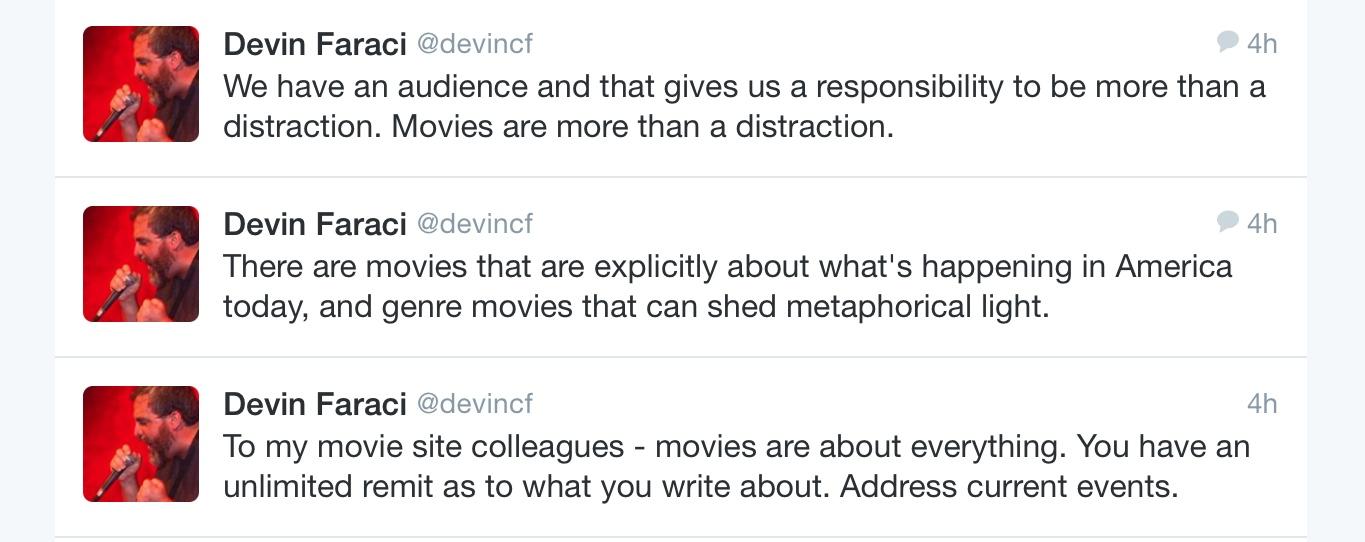 Devin Faraci @devincf 4h
We have an audience and that gives us a responsibility to be more than a
distraction. Movies are more than a distraction.
Devin Faraci @devincf 4h
There are movies that are explicitly about what's happening in America
today, and genre movies that can shed metaphorical light.
Devin Faraci @devincf 4h
To my movie site colleagues - movies are about everything. You have an
unlimited remit as to what you write about. Address current events.